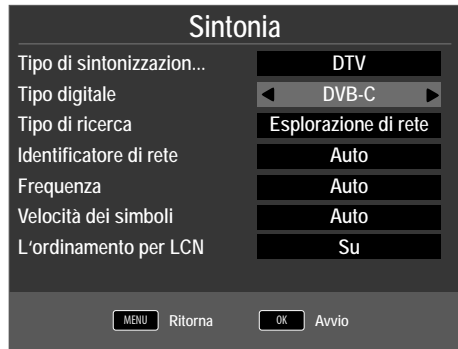 Sintonia
Tipo di sintonizzazion... DTV
Tipo digitale DVB-C
Tipo di ricerca Esplorazione di rete
Identificatore di rete Auto
Frequenza Auto
Velocità dei simboli Auto
L‘ordinamento per LCN Su
MENU Ritorna OK Avvio